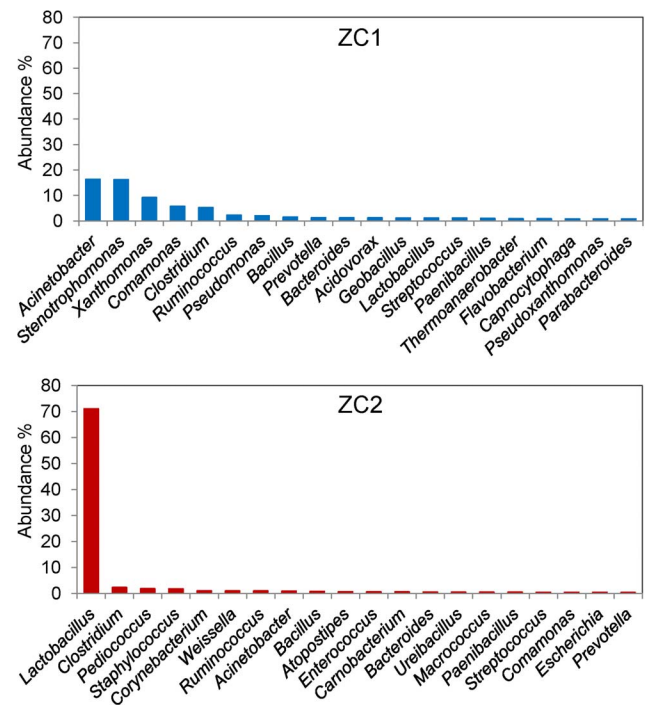 ZC1
Abundance %
80
70
60
50
40
30
20
10
0
Acinetobacter
Stenotrophomonas
Xanthomonas
Comamonas
Clostridium
Ruminococcus
Pseudomonas
Bacillus
Prevotella
Bacteroides
Acidovorax
Geobacillus
Lactobacillus
Streptococcus
Paenibacillus
Thermoanaerobacter
Flavobacterium
Capnocytophaga
Pseudoxanthomonas
Parabacteroides
ZC2
Abundance %
80
70
60
50
40
30
20
10
0
Lactobacillus
Clostridium
Pediococcus
Staphylococcus
Corynebacterium
Weissella
Ruminococcus
Acinetobacter
Bacillus
Atopostipes
Enterococcus
Carnobacterium
Bacteroides
Ureibacillus
Macrococcus
Paenibacillus
Streptococcus
Comamonas
Escherichia
Prevotella